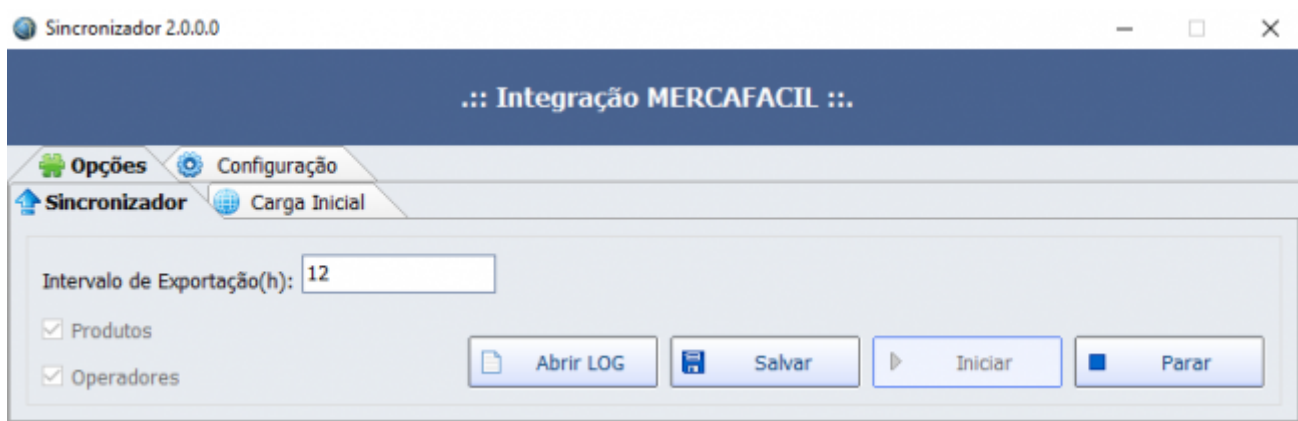 Sincronizador 2.0.0.0
.:: Integração MERCAFACIL ::.
Opções Configuração
Sincronizador Carga Inicial
Intervalo de Exportação(h): 12
Produtos
Operadores
Abrir LOG Salvar Iniciar Parar